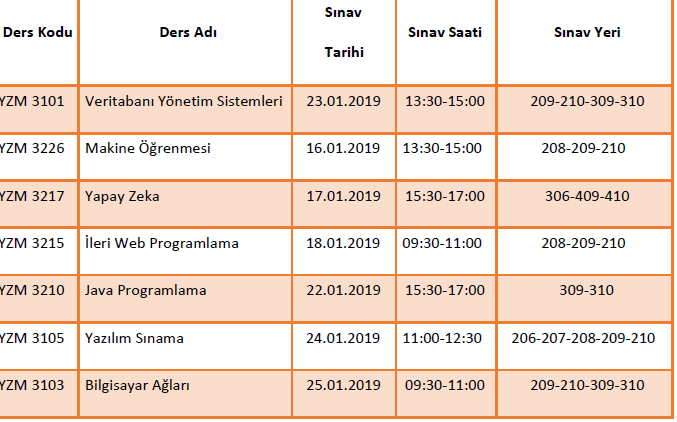 Ders Kodu Ders Adı Sınav Tarihi Sınav Saati Sınav Yeri
YZM 3101 Veritabanı Yönetim Sistemleri 23.01.2019 13:30-15:00 209-210-309-310
YZM 3226 Makine Öğrenmesi 16.01.2019 13:30-15:00 208-209-210
YZM 3217 Yapay Zeka 17.01.2019 15:30-17:00 306-409-410
YZM 3215 İleri Web Programlama 18.01.2019 09:30-11:00 208-209-210
YZM 3210 Java Programlama 22.01.2019 15:30-17:00 309-310
YZM 3105 Yazılım Sınama 24.01.2019 11:00-12:30 206-207-208-209-210
YZM 3103 Bilgisayar Ağları 25.01.2019 09:30-11:00 209-210-309-310